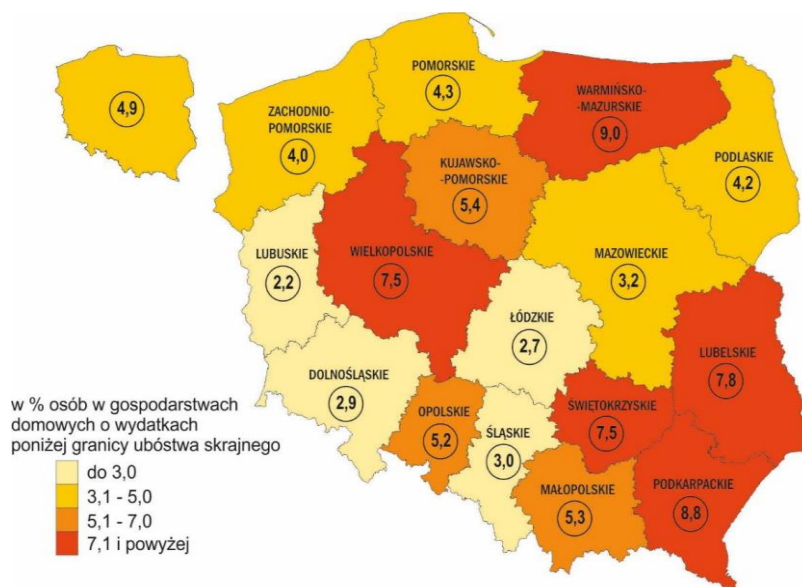 4,9
POMORSKIE
4,3
WARMIŃSKO-
-MAZURSKIE
9,0
ZACHODNIO-
POMORSKIE
4,0
KUJAWSKO-
-POMORSKIE
5,4
PODLASKIE
4,2
LUBUSKIE
2,2
WIELKOPOLSKIE
7,5
MAZOWIECKIE
3,2
ŁÓDZKIE
2,7
LUBELSKIE
7,8
DOLNOŚLĄSKIE
2,9
OPOLSKIE
5,2
ŚLĄSKIE
3,0
ŚWIĘTOKRZYSKIE
7,5
MAŁOPOLSKIE
5,3
PODKARPACKIE
8,8
w % osób w gospodarstwach
domowych o wydatkach
poniżej granicy ubóstwa skrajnego
do 3,0
3,1 - 5,0
5,1 - 7,0
7,1 i powyżej